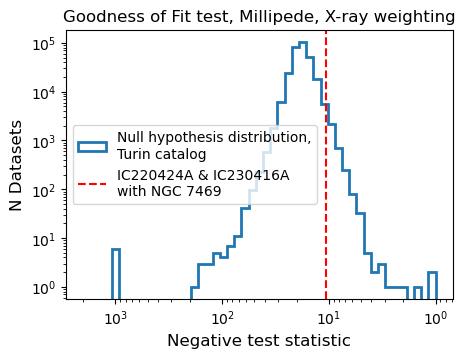 Goodness of Fit test, Millipede, X-ray weighting
10⁵
10⁴
10³
10²
10¹
10⁰
N Datasets
Null hypothesis distribution,
Turin catalog
IC220424A & IC230416A
with NGC 7469
10³
10²
10¹
10⁰
Negative test statistic